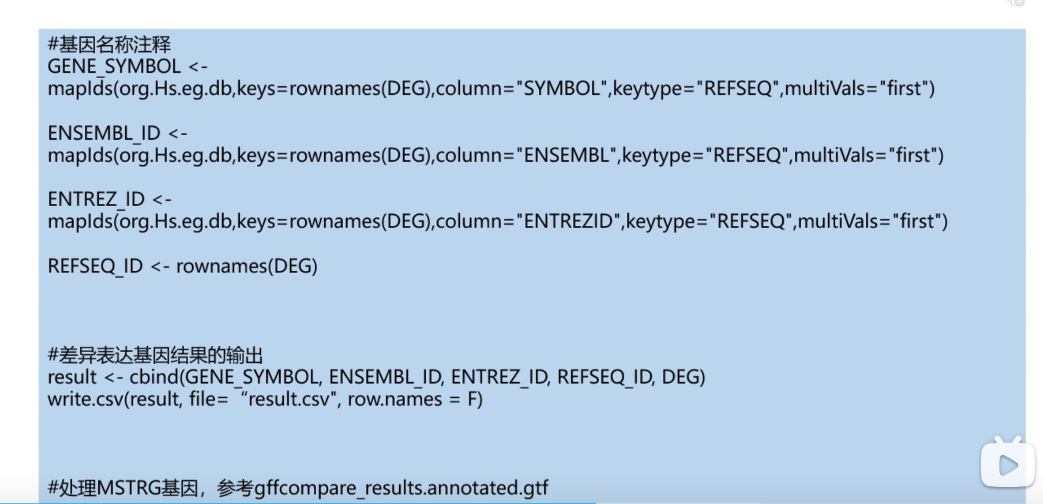 #基因名称注释
GENE_SYMBOL <-
mapIds(org.Hs.eg.db,keys=rownames(DEG),column="SYMBOL",keytype="REFSEQ",multiVals="first")
ENSEMBL_ID <-
mapIds(org.Hs.eg.db,keys=rownames(DEG),column="ENSEMBL",keytype="REFSEQ",multiVals="first")
ENTREZ_ID <-
mapIds(org.Hs.eg.db,keys=rownames(DEG),column="ENTREZID",keytype="REFSEQ",multiVals="first")
REFSEQ_ID <- rownames(DEG)
#差异表达基因结果的输出
result <- cbind(GENE_SYMBOL, ENSEMBL_ID, ENTREZ_ID, REFSEQ_ID, DEG)
write.csv(result, file= “result.csv", row.names = F)
#处理MSTRG基因，参考gffcompare_results.annotated.gtf